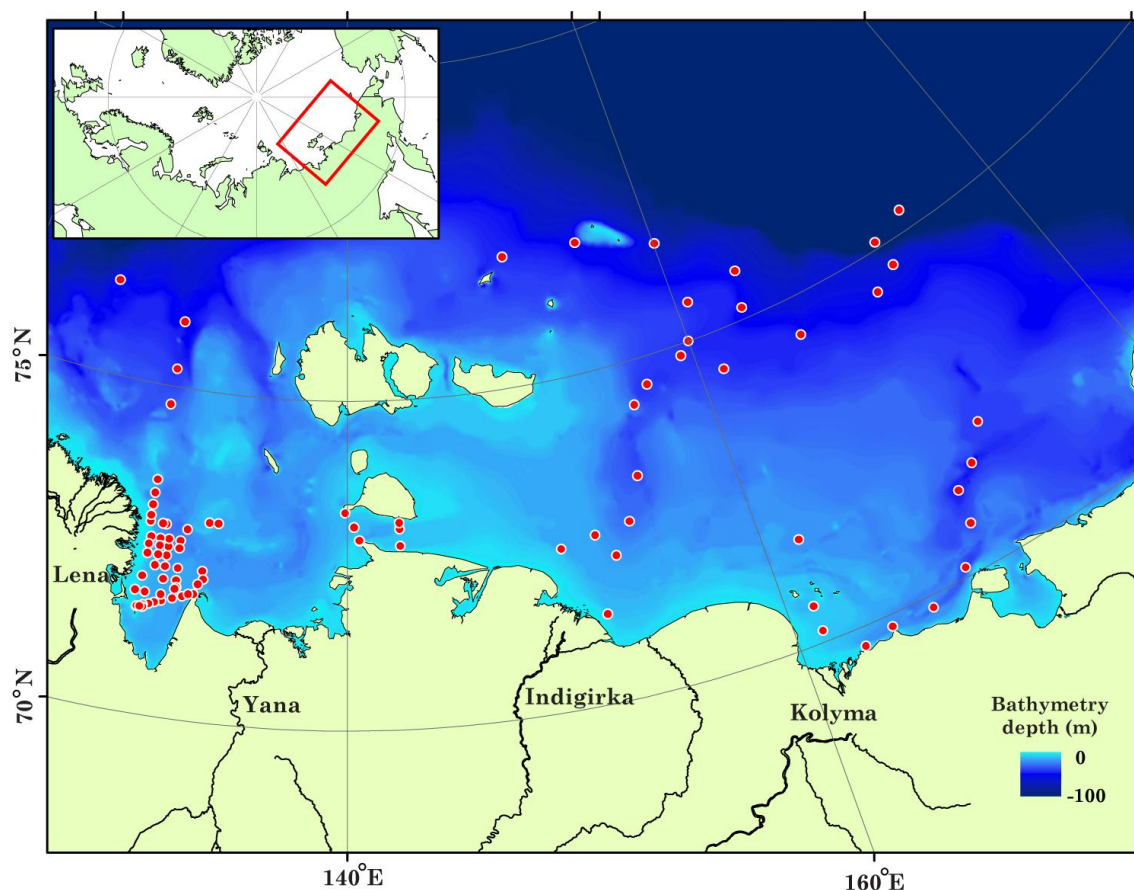 75°N
Lena
70°N
Yana
Indigirka
Kolyma
Bathymetry
depth (m)
0
-100
140°E
160°E